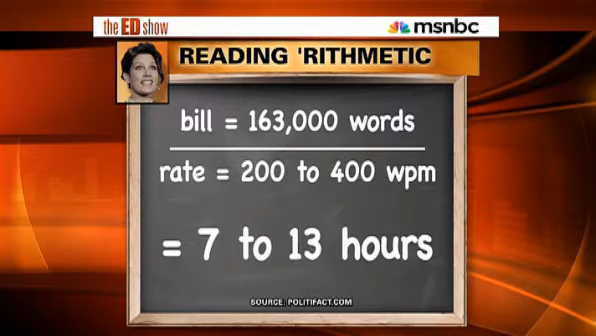 the ED show
msnbc
READING 'RITHMETIC
bill = 163,000 words
rate = 200 to 400 wpm
= 7 to 13 hours
SOURCE: POLITIFACT.COM